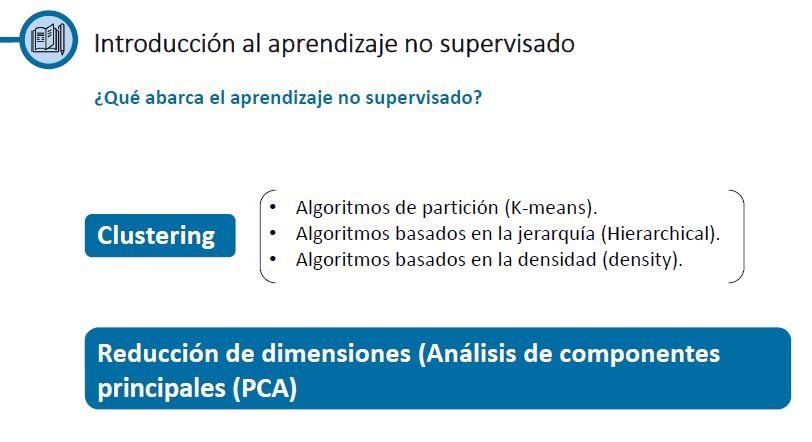 Introducción al aprendizaje no supervisado
¿Qué abarca el aprendizaje no supervisado?
Clustering
• Algoritmos de partición (K-means).
• Algoritmos basados en la jerarquía (Hierarchical).
• Algoritmos basados en la densidad (density).
Reducción de dimensiones (Análisis de componentes
principales (PCA)